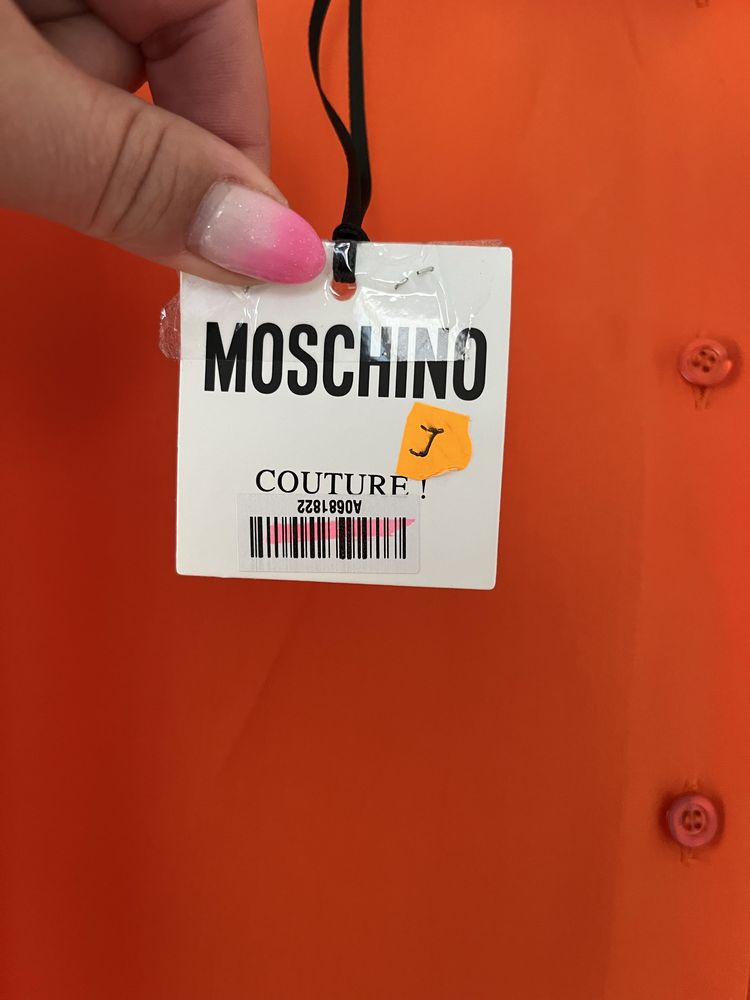 MOSCHINO
J
COUTURE !
A0681822